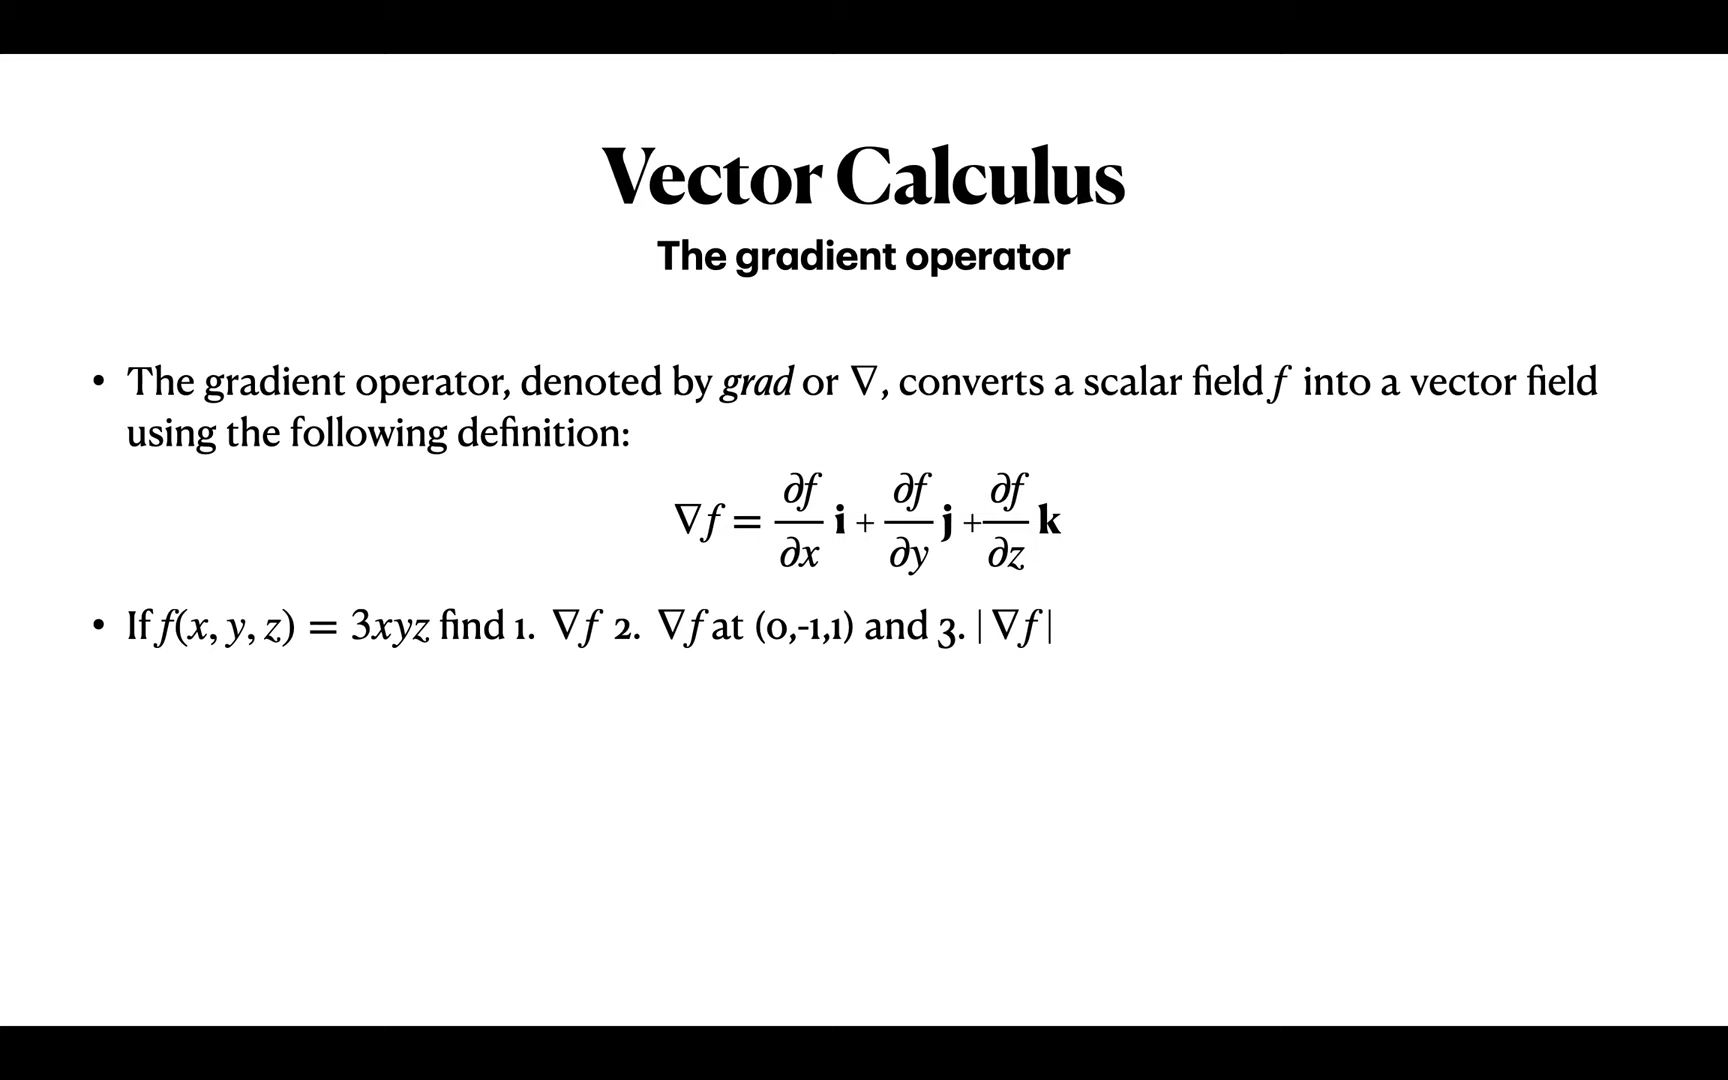 Vector Calculus
The gradient operator
• The gradient operator, denoted by grad or ∇, converts a scalar field f into a vector field
using the following definition:
∇f = ∂f/∂x i + ∂f/∂y j + ∂f/∂z k
• If f(x, y, z) = 3xyz find 1. ∇f 2. ∇f at (0,-1,1) and 3. |∇f|